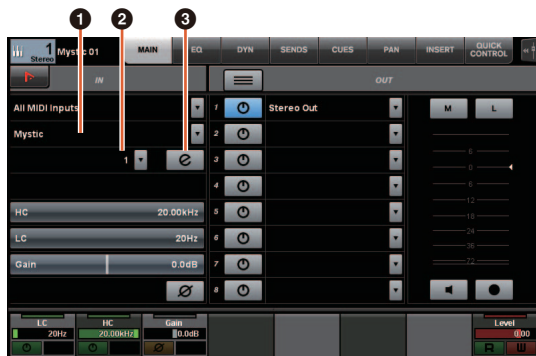 1 2 3
1 Stereo Mystic 01 MAIN EQ DYN SENDS CUES PAN INSERT QUICK CONTROL
IN OUT
All MIDI Inputs 1 Stereo Out M L
Mystic 2
1 e 3
4
HC 20.00kHz 5
LC 20Hz 6
Gain 0.0dB 7
Ø 8
6
0
6
12
18
24
36
72
LC HC Gain Level
20Hz 20.00kHz 0.0dB 0.00
R W